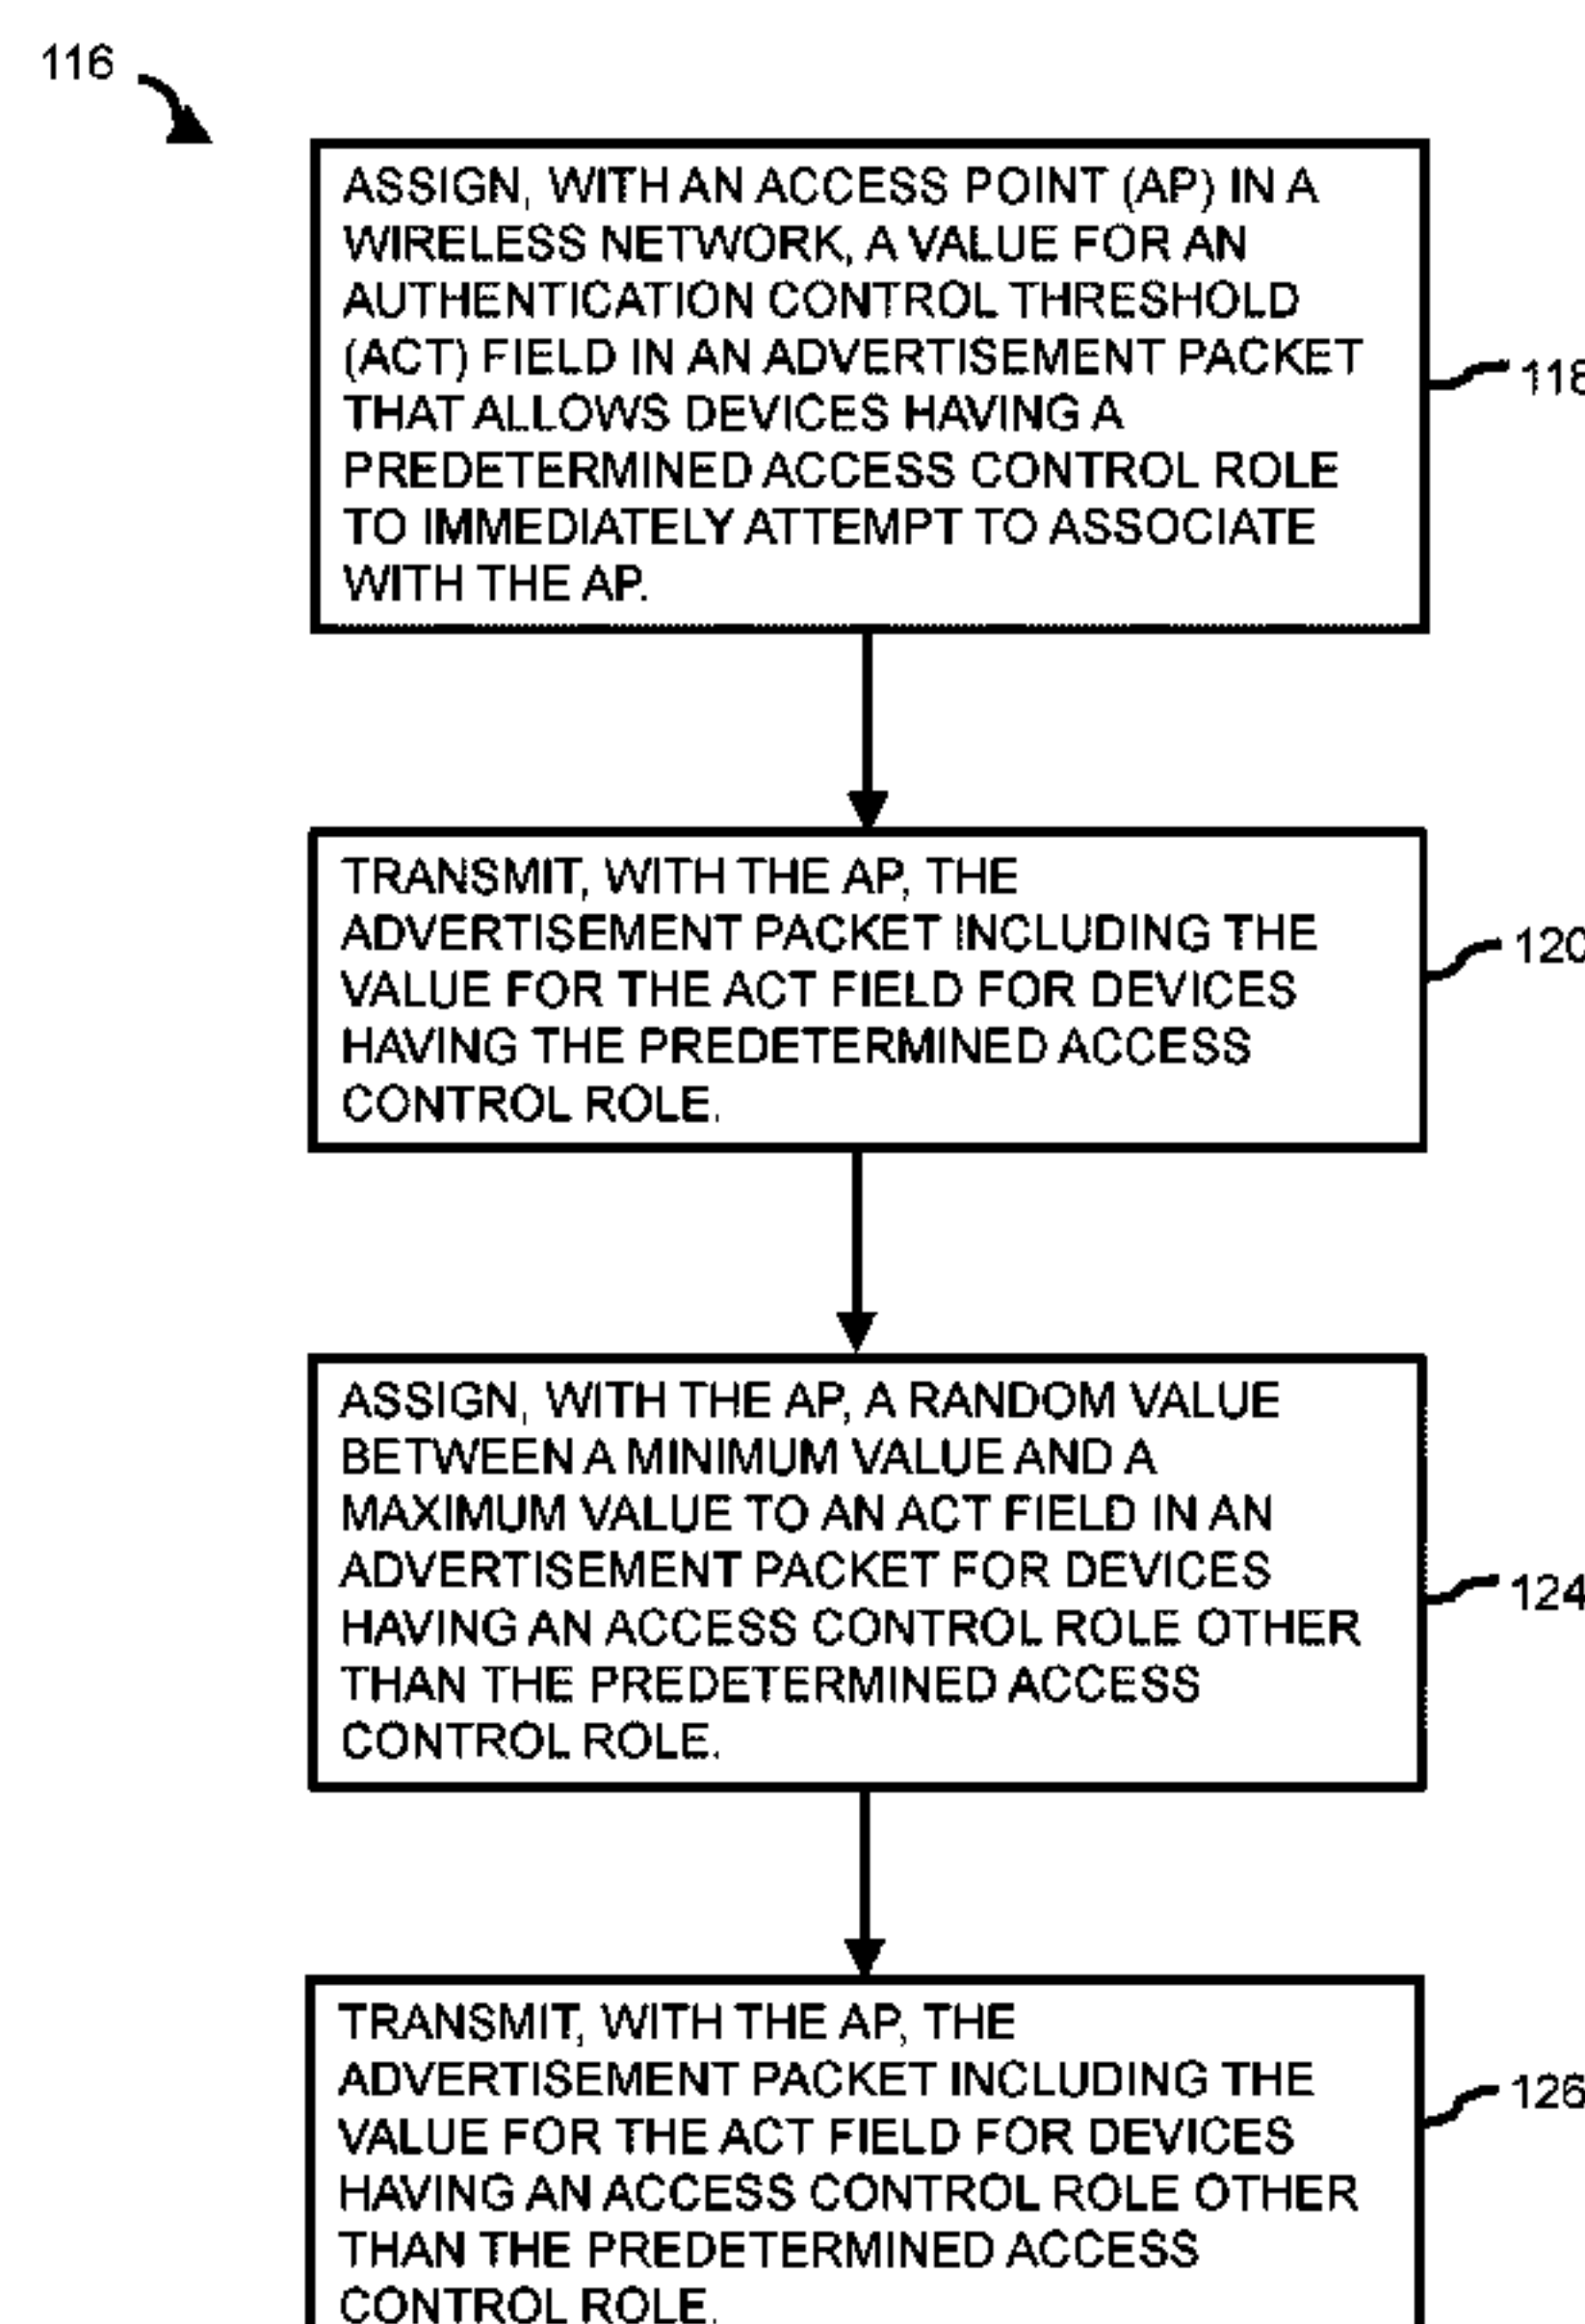 116
ASSIGN, WITH AN ACCESS POINT (AP) IN A
WIRELESS NETWORK, A VALUE FOR AN
AUTHENTICATION CONTROL THRESHOLD
(ACT) FIELD IN AN ADVERTISEMENT PACKET
THAT ALLOWS DEVICES HAVING A
PREDETERMINED ACCESS CONTROL ROLE
TO IMMEDIATELY ATTEMPT TO ASSOCIATE
WITH THE AP.
118
TRANSMIT, WITH THE AP, THE
ADVERTISEMENT PACKET INCLUDING THE
VALUE FOR THE ACT FIELD FOR DEVICES
HAVING THE PREDETERMINED ACCESS
CONTROL ROLE.
120
ASSIGN, WITH THE AP, A RANDOM VALUE
BETWEEN A MINIMUM VALUE AND A
MAXIMUM VALUE TO AN ACT FIELD IN AN
ADVERTISEMENT PACKET FOR DEVICES
HAVING AN ACCESS CONTROL ROLE OTHER
THAN THE PREDETERMINED ACCESS
CONTROL ROLE.
124
TRANSMIT, WITH THE AP, THE
ADVERTISEMENT PACKET INCLUDING THE
VALUE FOR THE ACT FIELD FOR DEVICES
HAVING AN ACCESS CONTROL ROLE OTHER
THAN THE PREDETERMINED ACCESS
CONTROL ROLE.
126